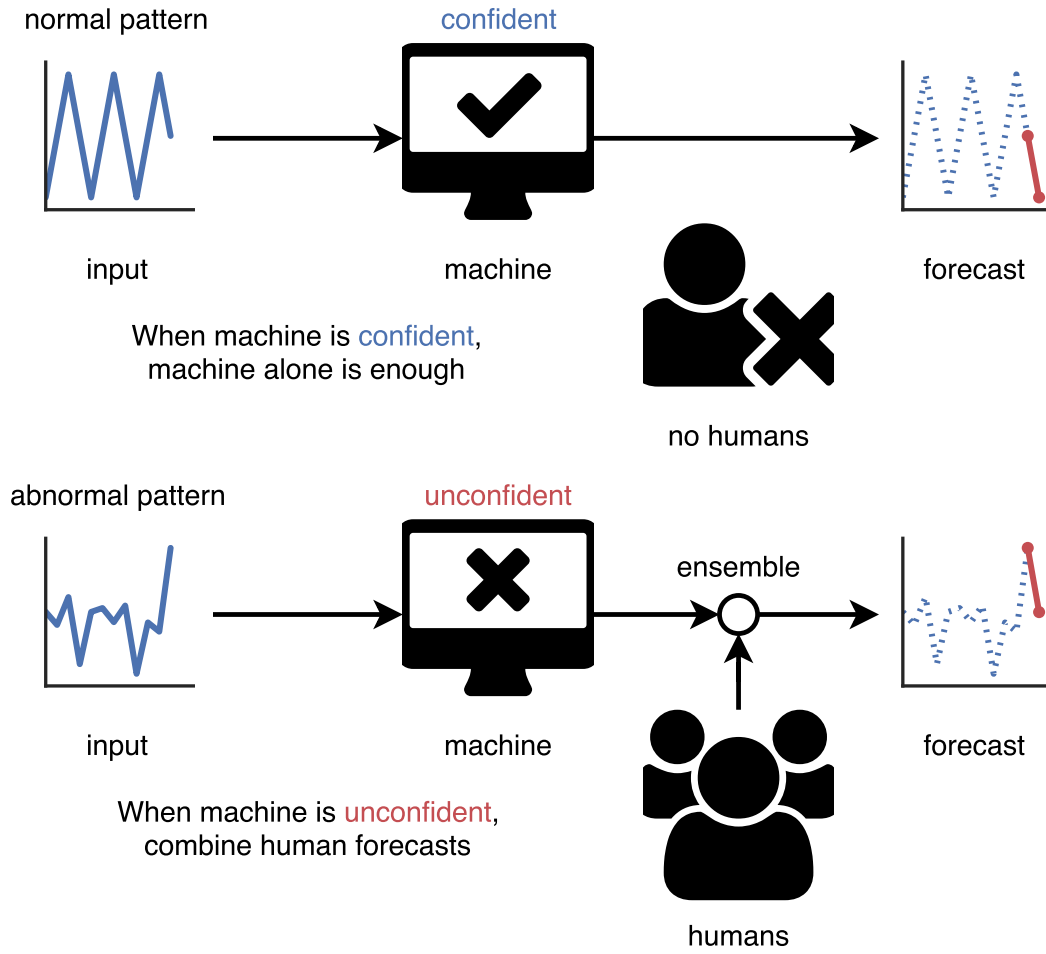 normal pattern
confident
input
machine
forecast
When machine is confident,
machine alone is enough
no humans
abnormal pattern
unconfident
ensemble
input
machine
forecast
When machine is unconfident,
combine human forecasts
humans